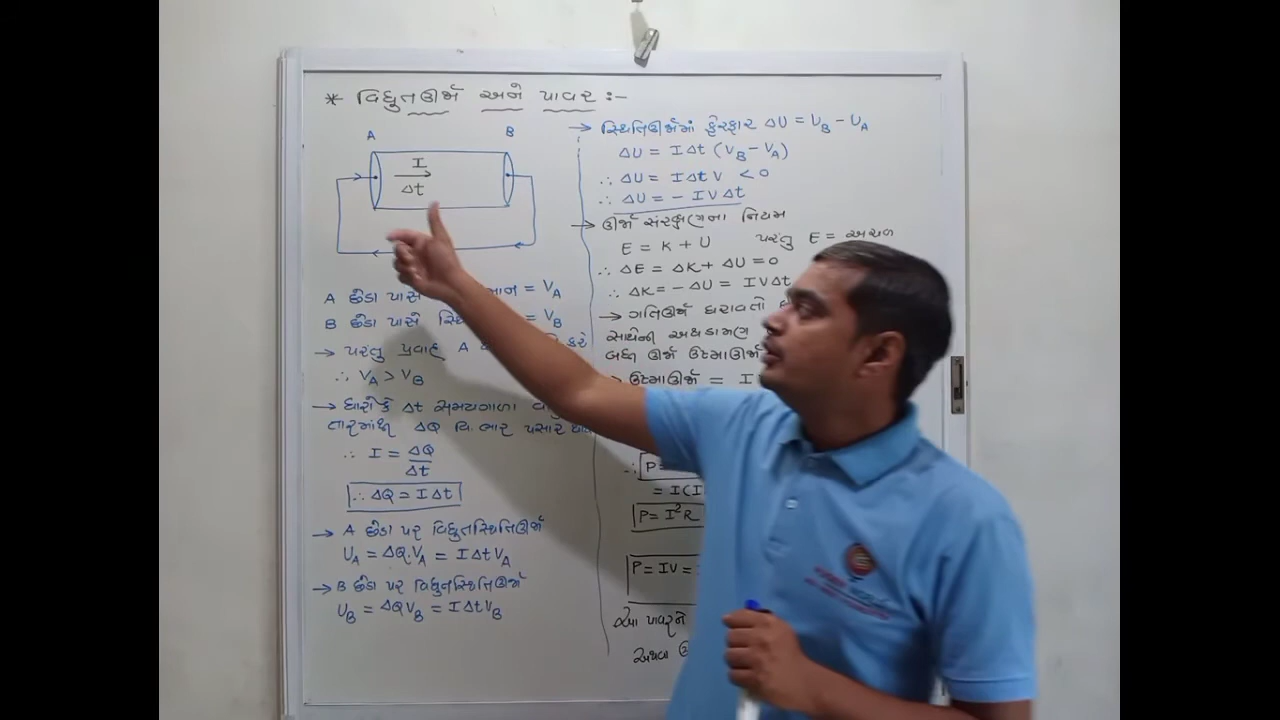 * વિદ્યુતઊર્જા અને પાવર :-
A B
I
Δt
A છેડા પાસે = V_A
B છેડા પાસે = V_B
→ પરંતુ પ્રવાહ A
∴ V_A > V_B
→ ધારો કે Δt સમયગાળા
તારમાંથી ΔQ વિ.ભાર પસાર
∴ I = ΔQ/Δt
∴ ΔQ = IΔt
→ A છેડા પર વિદ્યુતસ્થિતિઊર્જા
U_A = ΔQ.V_A = IΔtV_A
→ B છેડા પર વિદ્યુતસ્થિતિઊર્જા
U_B = ΔQV_B = IΔtV_B
→ સ્થિતિઊર્જામાં ફેરફાર ΔU = U_B - U_A
ΔU = IΔt (V_B - V_A)
∴ ΔU = IΔtV < 0
∴ ΔU = - IVΔt
→ ઊર્જા સંરક્ષણના નિયમ
E = K + U પરંતુ E = અચળ
∴ ΔE = ΔK + ΔU = 0
∴ ΔK = - ΔU = IVΔt
→ ગતિઊર્જા ધરાવતો
સાથેની અથડામણ
બધી ઊર્જા ઉષ્માઊર્જા
→ ઉષ્માઊર્જા = I
∴ P =
= I(I
P = I²R
P = IV =
આ પાવરને
અથવા